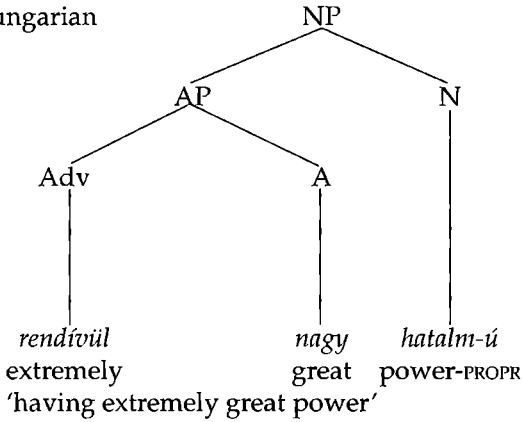 ungarian
NP
AP N
Adv A
rendívül nagy hatalm-ú
extremely great power-PROPR
'having extremely great power'